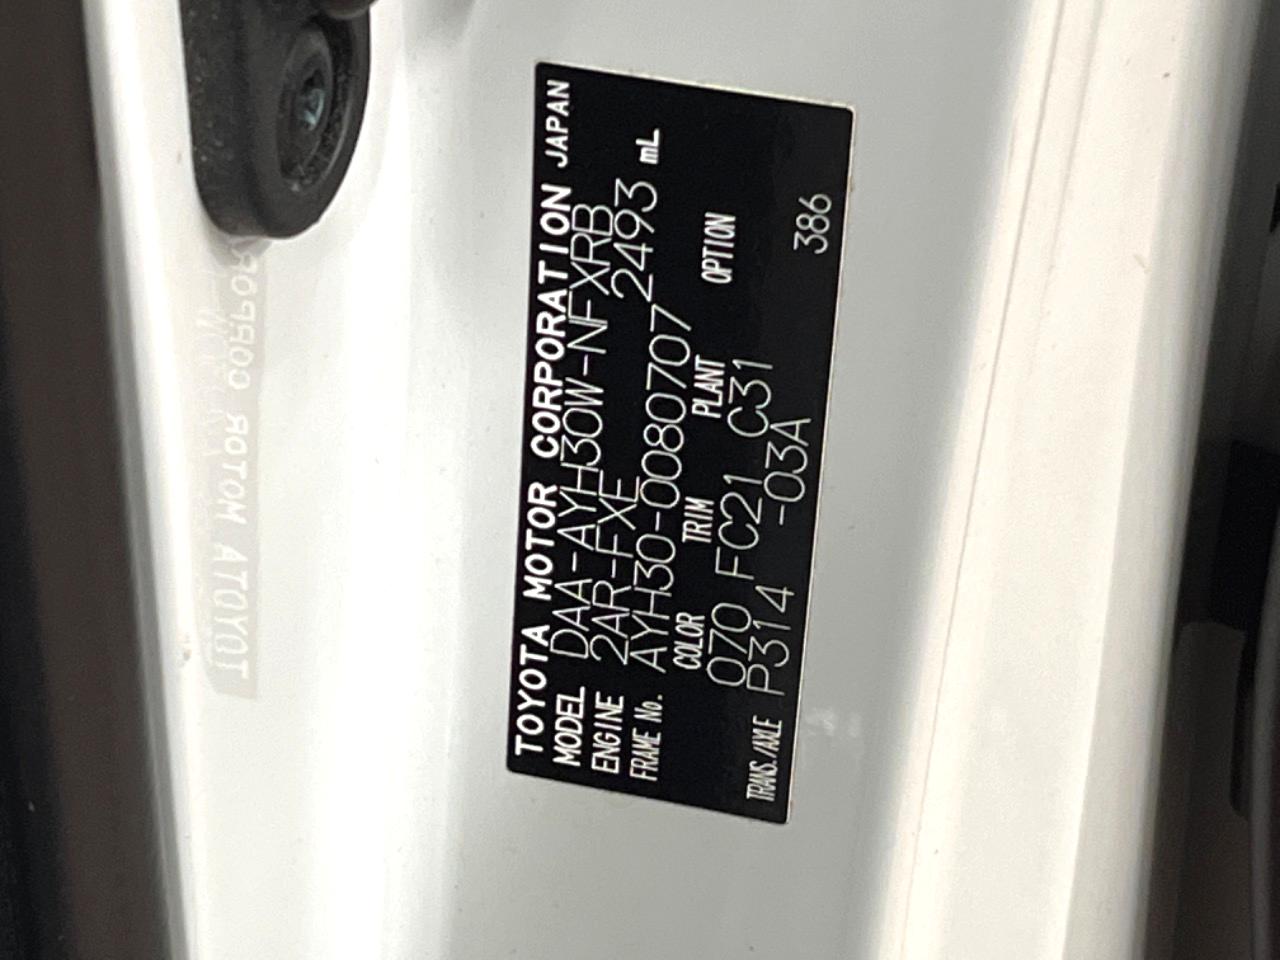 TOYOTA MOTOR CORPORATION JAPAN
MODEL DAA-AYH30W-NFXRB
ENGINE 2AR-FXE 2493 mL
FRAME No. AYH30-0080707
COLOR TRIM PLANT OPTION
070 FC21 C31
TRANS./AXLE P314 -03A 386
TOYOTA MOTOR CORPOR